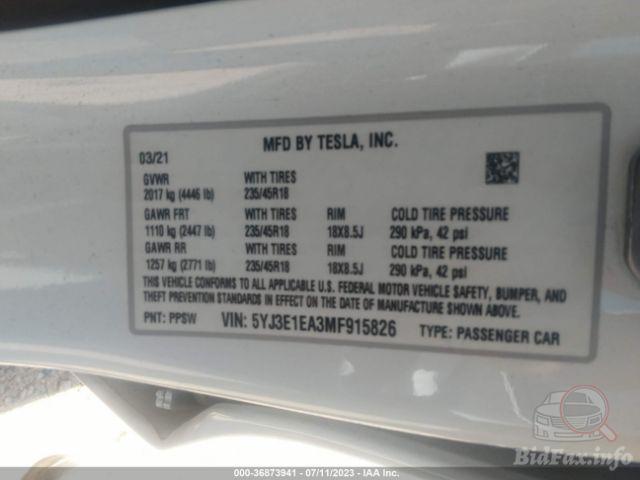 MFD BY TESLA, INC.
03/21
GVWR WITH TIRES
2017 kg (4446 lb) 235/45R18
GAWR FRT WITH TIRES RIM COLD TIRE PRESSURE
1110 kg (2447 lb) 235/45R18 18X8.5J 290 kPa, 42 psi
GAWR RR WITH TIRES RIM COLD TIRE PRESSURE
1257 kg (2771 lb) 235/45R18 18X8.5J 290 kPa, 42 psi
THIS VEHICLE CONFORMS TO ALL APPLICABLE U.S. FEDERAL MOTOR VEHICLE SAFETY, BUMPER, AND
THEFT PREVENTION STANDARDS IN EFFECT ON THE DATE OF MANUFACTURE SHOWN ABOVE.
PNT: PPSW VIN: 5YJ3E1EA3MF915826 TYPE: PASSENGER CAR
BidFax.info
000-36873941 - 07/11/2023 - IAA Inc.